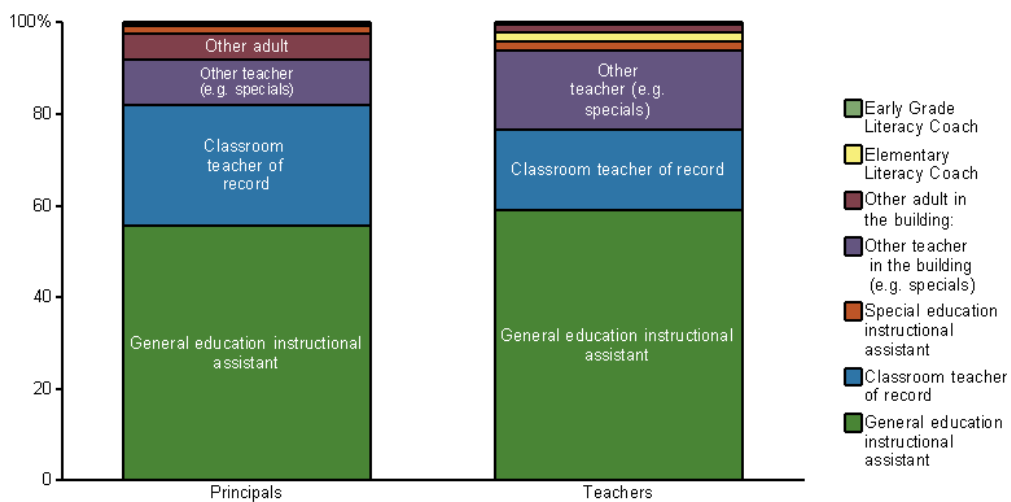 100%
80
60
40
20
0
Other adult
Other teacher
(e.g. specials)
Classroom
teacher of
record
General education instructional
assistant
Principals
Other
teacher (e.g.
specials)
Classroom teacher of record
General education instructional
assistant
Teachers
Early Grade
Literacy Coach
Elementary
Literacy Coach
Other adult in
the building:
Other teacher
in the building
(e.g. specials)
Special education
instructional
assistant
Classroom teacher
of record
General education
instructional
assistant